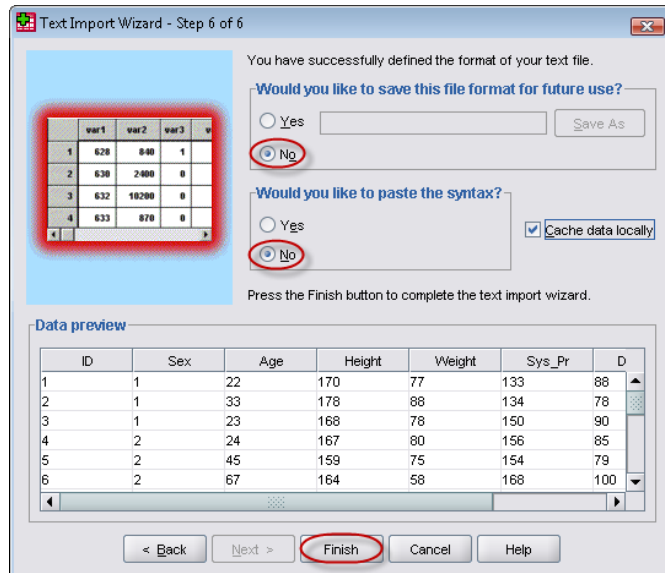 Text Import Wizard - Step 6 of 6
You have successfully defined the format of your text file.
Would you like to save this file format for future use?
Yes
Save As
No
var1 var2 var3 v
1 628 840 1
2 630 2400 0
3 632 10200 0
4 633 870 0
Would you like to paste the syntax?
Yes
Cache data locally
No
Press the Finish button to complete the text import wizard.
Data preview
ID Sex Age Height Weight Sys_Pr D
1 1 22 170 77 133 88
2 1 33 178 88 134 78
3 1 23 168 78 150 90
4 2 24 167 80 156 85
5 2 45 159 75 154 79
6 2 67 164 58 168 100
< Back Next > Finish Cancel Help